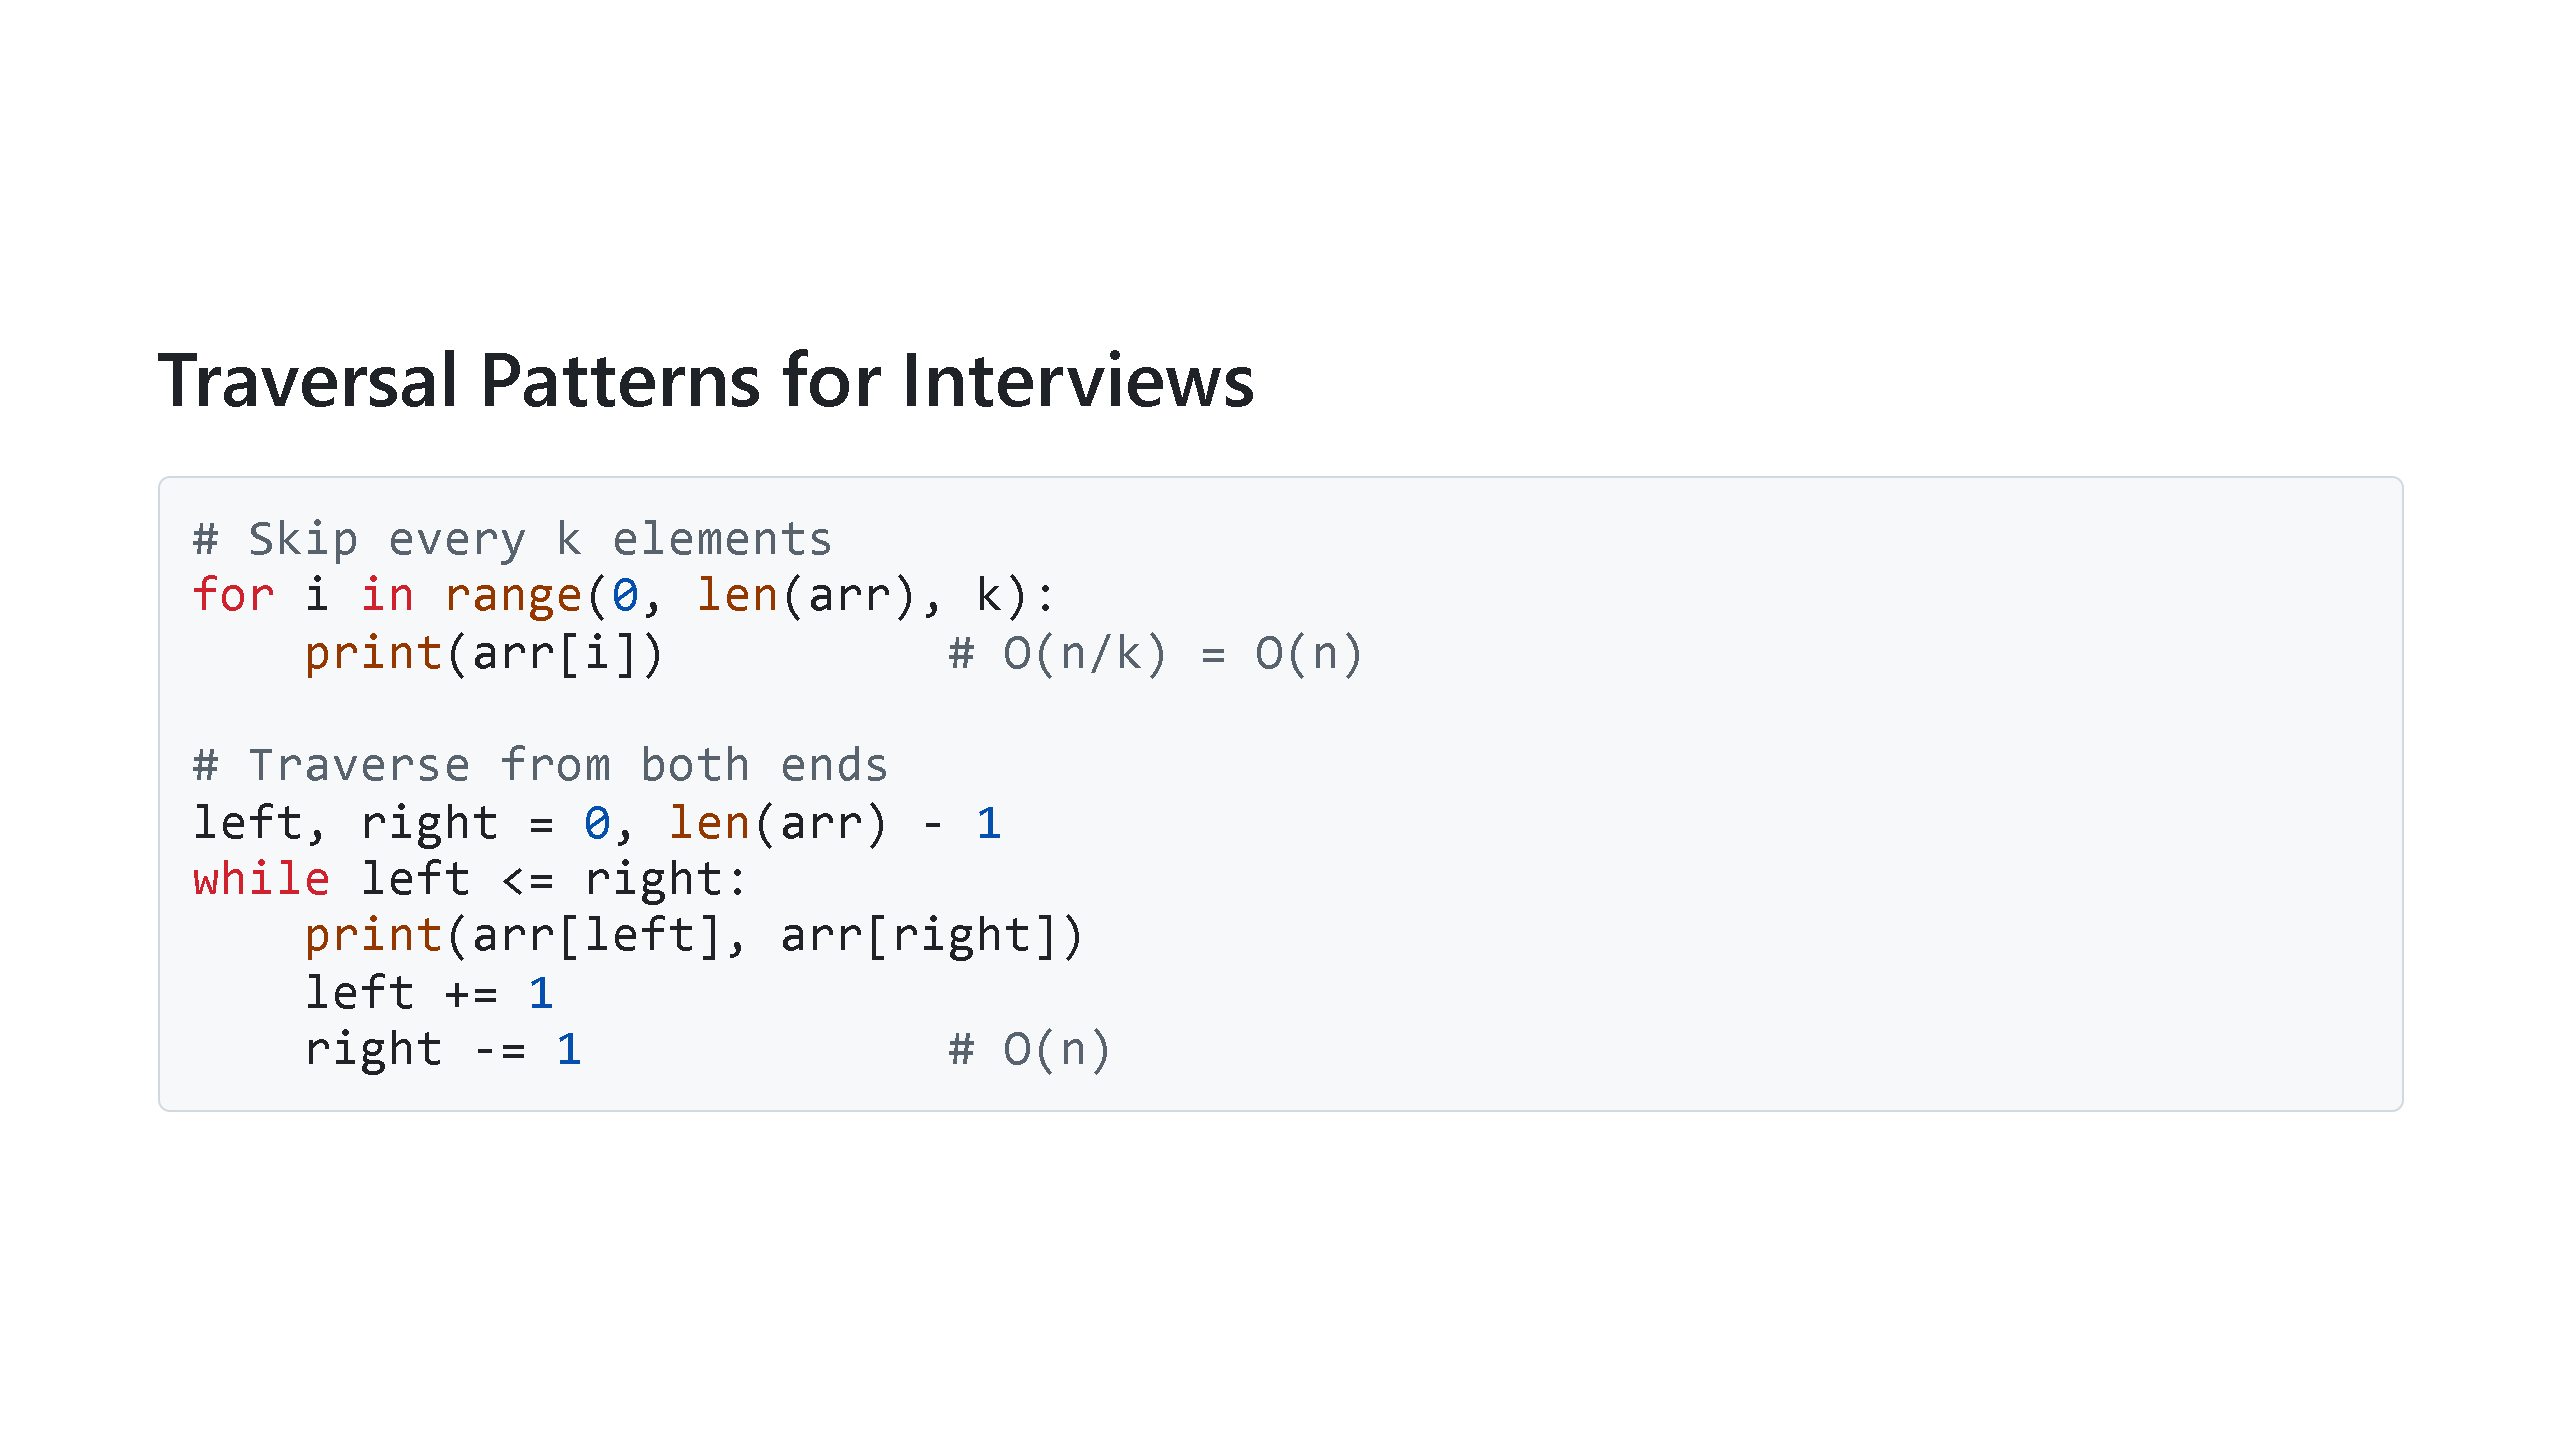 Traversal Patterns for Interviews
# Skip every k elements
for i in range(0, len(arr), k):
    print(arr[i])          # O(n/k) = O(n)

# Traverse from both ends
left, right = 0, len(arr) - 1
while left <= right:
    print(arr[left], arr[right])
    left += 1
    right -= 1             # O(n)